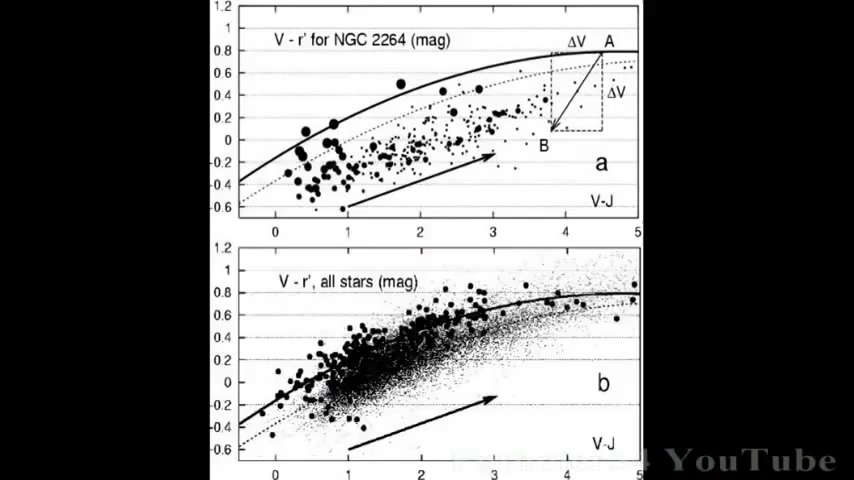 1.2
1
0.8
0.6
0.4
0.2
0
-0.2
-0.4
-0.6
V - r' for NGC 2264 (mag)
ΔV A
ΔV
B
a
V-J
0 1 2 3 4 5
1.2
1
0.8
0.6
0.4
0.2
0
-0.2
-0.4
-0.6
V - r', all stars (mag)
b
V-J
0 1 2 3 4 5
YouTube